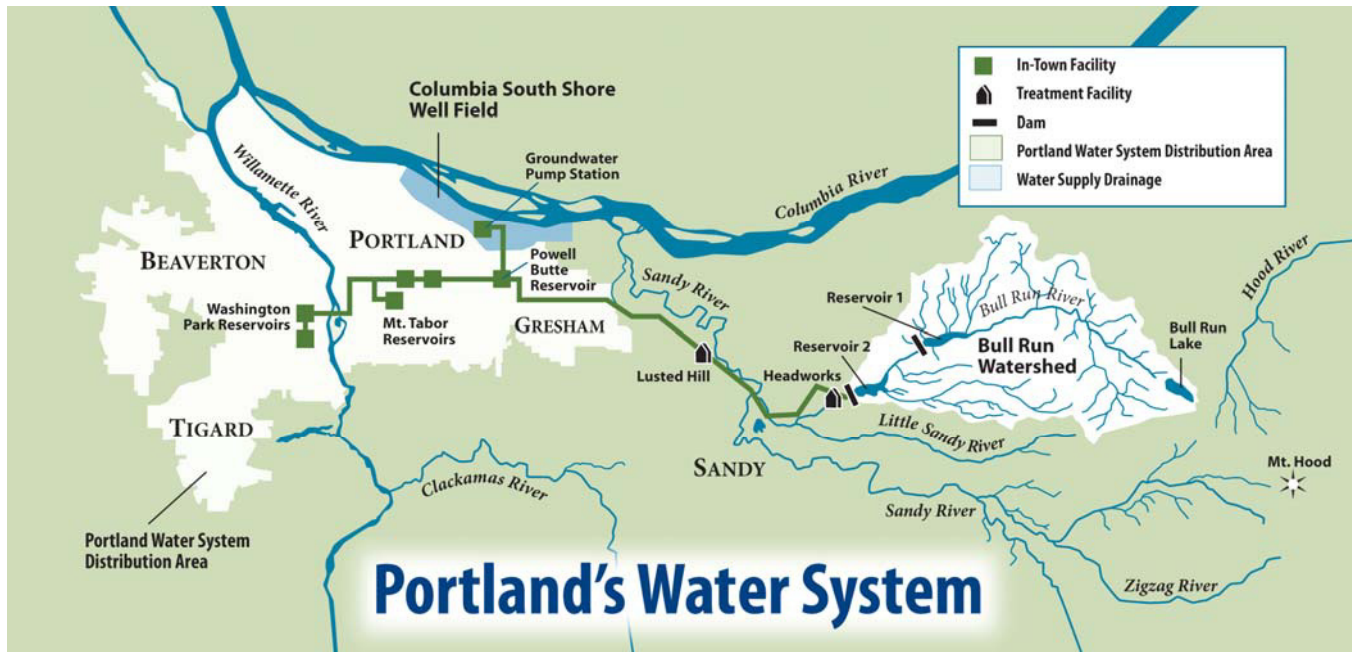 Columbia South Shore
Well Field
Groundwater
Pump Station
Willamette River
Columbia River
In-Town Facility
Treatment Facility
Dam
Portland Water System Distribution Area
Water Supply Drainage
PORTLAND
BEAVERTON
Powell
Butte
Reservoir
Sandy River
Washington
Park Reservoirs
Mt. Tabor
Reservoirs
GRESHAM
Reservoir 1
Bull Run River
Hood River
Bull Run
Lake
Bull Run
Watershed
Reservoir 2
Lusted Hill
Headworks
Little Sandy River
TIGARD
SANDY
Mt. Hood
Clackamas River
Sandy River
Zigzag River
Portland Water System
Distribution Area
Portland's Water System